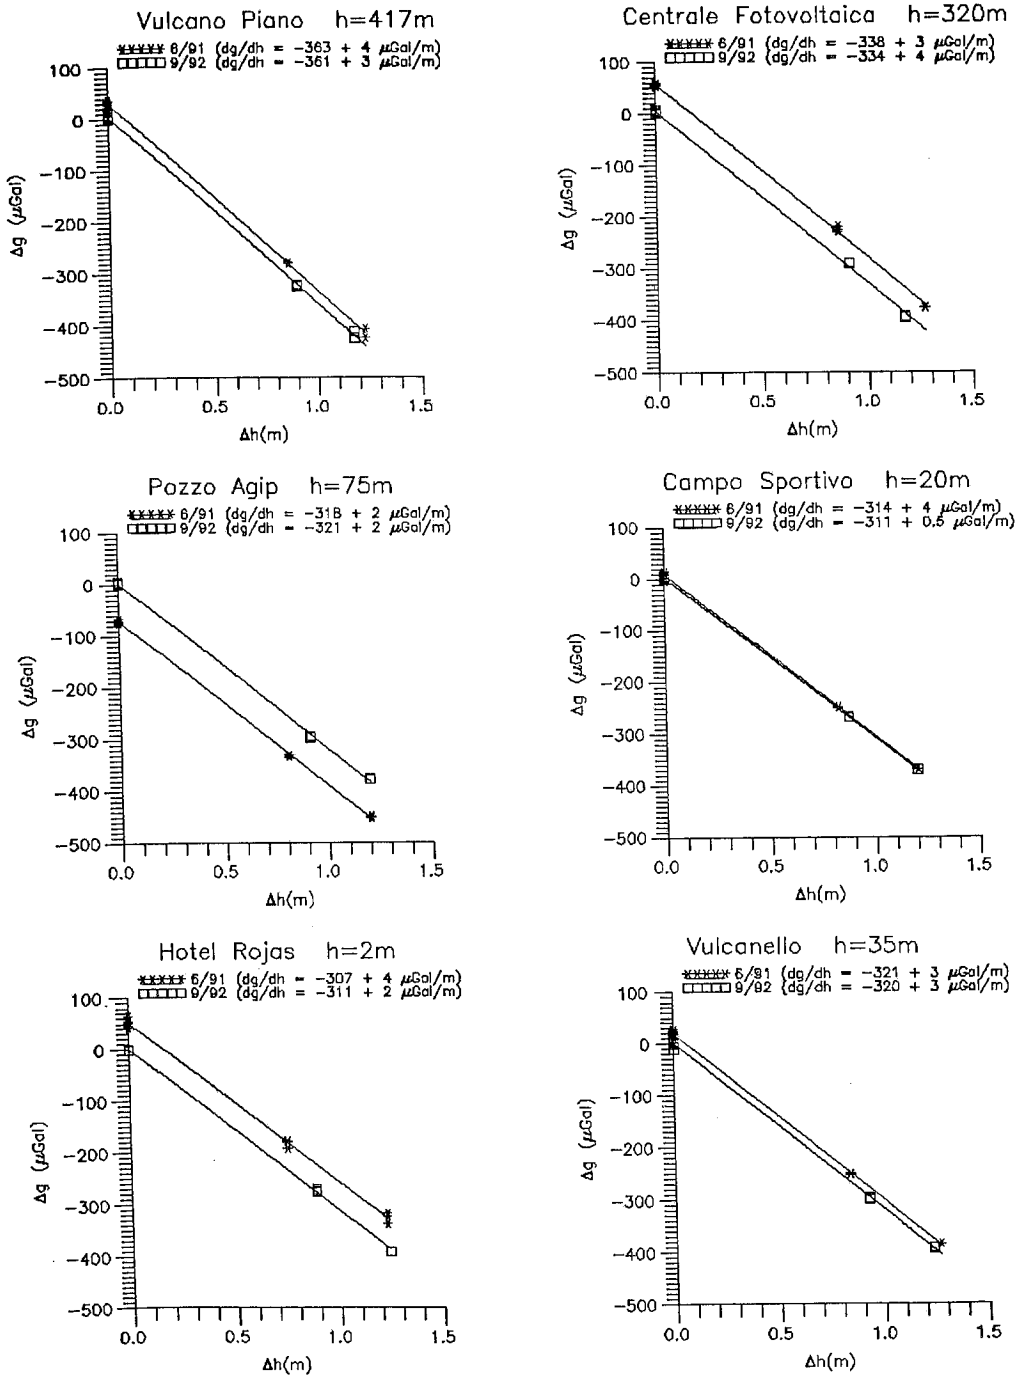 Vulcano Piano h=417m
6/91 (dg/dh = -363 + 4 μGal/m)
9/92 (dg/dh = -361 + 3 μGal/m)
100
0
-100
-200
-300
-400
-500
Δg (μGal)
0.0 0.5 1.0 1.5
Δh(m)
Centrale Fotovoltaica h=320m
6/91 (dg/dh = -338 + 3 μGal/m)
9/92 (dg/dh = -334 + 4 μGal/m)
100
0
-100
-200
-300
-400
-500
Δg (μGal)
0.0 0.5 1.0 1.5
Δh(m)
Pozzo Agip h=75m
6/91 (dg/dh = -318 + 2 μGal/m)
9/92 (dg/dh = -321 + 2 μGal/m)
100
0
-100
-200
-300
-400
-500
Δg (μGal)
0.0 0.5 1.0 1.5
Δh(m)
Campo Sportivo h=20m
6/91 (dg/dh = -314 + 4 μGal/m)
9/92 (dg/dh = -311 + 0.5 μGal/m)
100
0
-100
-200
-300
-400
-500
Δg (μGal)
0.0 0.5 1.0 1.5
Δh(m)
Hotel Rojas h=2m
6/91 (dg/dh = -307 + 4 μGal/m)
9/92 (dg/dh = -311 + 2 μGal/m)
100
0
-100
-200
-300
-400
-500
Δg (μGal)
0.0 0.5 1.0 1.5
Δh(m)
Vulcanello h=35m
6/91 (dg/dh = -321 + 3 μGal/m)
9/92 (dg/dh = -320 + 3 μGal/m)
100
0
-100
-200
-300
-400
-500
Δg (μGal)
0.0 0.5 1.0 1.5
Δh(m)